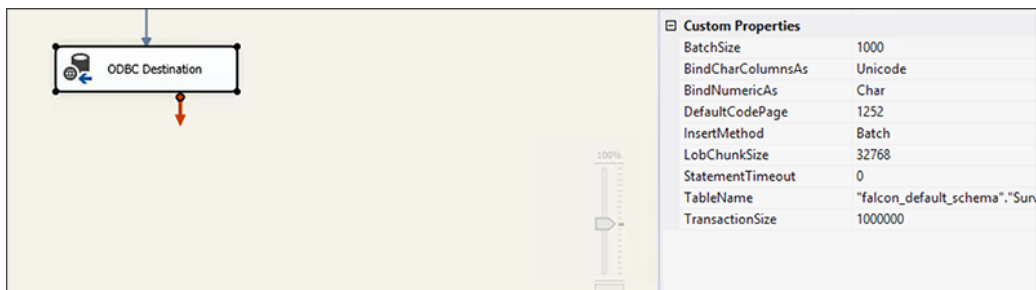 ODBC Destination
100%
Custom Properties
BatchSize 1000
BindCharColumnsAs Unicode
BindNumericAs Char
DefaultCodePage 1252
InsertMethod Batch
LobChunkSize 32768
StatementTimeout 0
TableName "falcon_default_schema"."Surv
TransactionSize 1000000